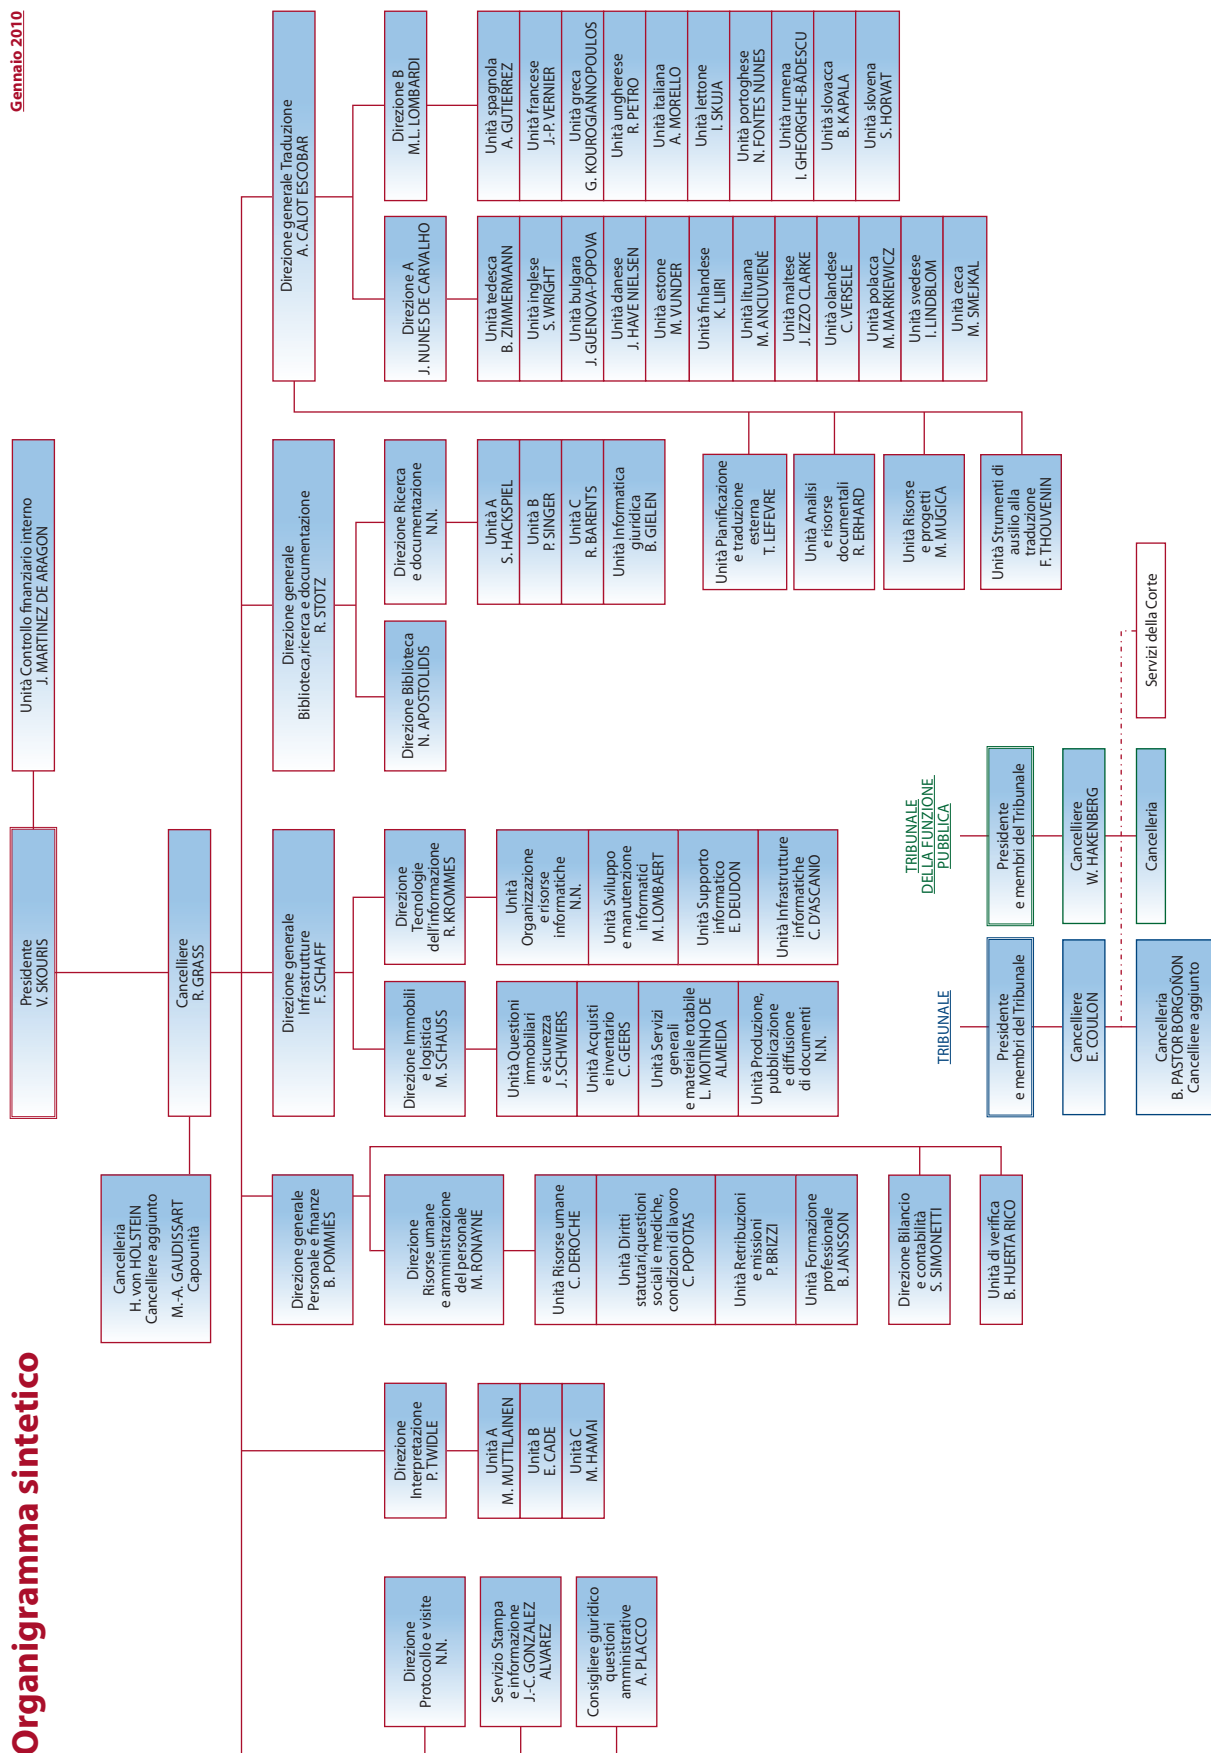 Organigramma sintetico
Gennaio 2010
Presidente
V. SKOURIS
Unità Controllo finanziario interno
J. MARTINEZ DE ARAGON
Cancelleria
H. von HOLSTEIN
Cancelliere aggiunto
M.-A. GAUDISSART
Capounità
Cancelliere
R. GRASS
Direzione
Protocollo e visite
N.N.
Servizio Stampa
e informazione
J.-C. GONZALEZ
ALVAREZ
Consigliere giuridico
questioni
amministrative
A. PLACCO
Direzione
Interpretazione
P. TWIDLE
Unità A
M. MUTTILAINEN
Unità B
E. CADE
Unità C
M. HAMAI
Direzione generale
Personale e finanze
B. POMMIÈS
Direzione
Risorse umane
e amministrazione
del personale
M. RONAYNE
Unità Risorse umane
C. DEROCHE
Unità Diritti
statutari,questioni
sociali e mediche,
condizioni di lavoro
C. POPOTAS
Unità Retribuzioni
e missioni
P. BRIZZI
Unità Formazione
professionale
B. JANSSON
Direzione Bilancio
e contabilità
S. SIMONETTI
Unità di verifica
B. HUERTA RICO
Direzione generale
Infrastrutture
F. SCHAFF
Direzione Immobili
e logistica
M. SCHAUSS
Unità Questioni
immobiliari
e sicurezza
J. SCHWIERS
Unità Acquisti
e inventario
C. GEERS
Unità Servizi
generali
e materiale rotabile
L. MOITINHO DE
ALMEIDA
Unità Produzione,
pubblicazione
e diffusione
di documenti
N.N.
Direzione
Tecnologie
dell'informazione
R. KROMMES
Unità
Organizzazione
e risorse
informatiche
N.N.
Unità Sviluppo
e manutenzione
informatici
M. LOMBAERT
Unità Supporto
informatico
E. DEUDON
Unità Infrastrutture
informatiche
C. D'ASCANIO
Direzione generale
Biblioteca,ricerca e documentazione
R. STOTZ
Direzione Biblioteca
N. APOSTOLIDIS
Direzione Ricerca
e documentazione
N.N.
Unità A
S. HACKSPIEL
Unità B
P. SINGER
Unità C
R. BARENTS
Unità Informatica
giuridica
B. GIELEN
Direzione generale Traduzione
A. CALOT ESCOBAR
Direzione A
J. NUNES DE CARVALHO
Unità tedesca
B. ZIMMERMANN
Unità inglese
S. WRIGHT
Unità bulgara
J. GUENOVA-POPOVA
Unità danese
J. HAVE NIELSEN
Unità estone
M. VUNDER
Unità finlandese
K. LIIRI
Unità lituana
M. ANCIUVIENÉ
Unità maltese
J. IZZO CLARKE
Unità olandese
C. VERSELE
Unità polacca
M. MARKIEWICZ
Unità svedese
I. LINDBLOM
Unità ceca
M. SMEJKAL
Direzione B
M.L. LOMBARDI
Unità spagnola
A. GUTIERREZ
Unità francese
J.-P. VERNIER
Unità greca
G. KOUROGIANNOPOULOS
Unità ungherese
R. PETRO
Unità italiana
A. MORELLO
Unità lettone
I. SKUJA
Unità portoghese
N. FONTES NUNES
Unità rumena
I. GHEORGHE-BĂDESCU
Unità slovacca
B. KAPALA
Unità slovena
S. HORVAT
Unità Planificazione
e traduzione
esterna
T. LEFEVRE
Unità Analisi
e risorse
documentali
R. ERHARD
Unità Risorse
e progetti
M. MUGICA
Unità Strumenti di
ausilio alla
traduzione
F. THOUVENIN
TRIBUNALE
Presidente
e membri del Tribunale
Cancelliere
E. COULON
Cancelleria
B. PASTOR BORGOÑON
Cancelliere aggiunto
TRIBUNALE
DELLA FUNZIONE
PUBBLICA
Presidente
e membri del Tribunale
Cancelliere
W. HAKENBERG
Cancelleria
Servizi della Corte